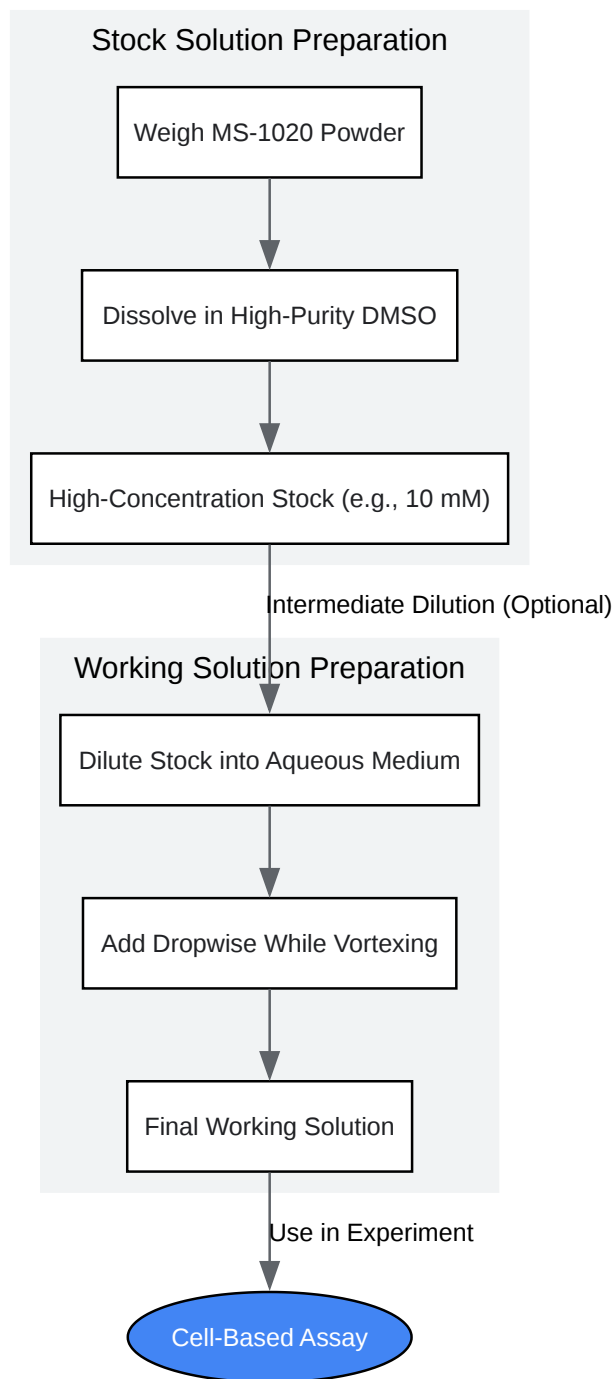 Stock Solution Preparation
Weigh MS-1020 Powder
Dissolve in High-Purity DMSO
High-Concentration Stock (e.g., 10 mM)
Intermediate Dilution (Optional)
Working Solution Preparation
Dilute Stock into Aqueous Medium
Add Dropwise While Vortexing
Final Working Solution
Use in Experiment
Cell-Based Assay